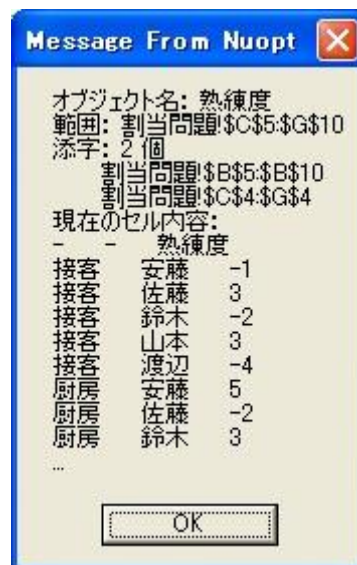 Message From Nuopt
オブジェクト名: 熟練度
範囲: 割当問題!$C$5:$G$10
添字: 2 個
割当問題!$B$5:$B$10
割当問題!$C$4:$G$4
現在のセル内容:
- - 熟練度
接客 安藤 -1
接客 佐藤 3
接客 鈴木 -2
接客 山本 3
接客 渡辺 -4
厨房 安藤 5
厨房 佐藤 -2
厨房 鈴木 3
...
OK